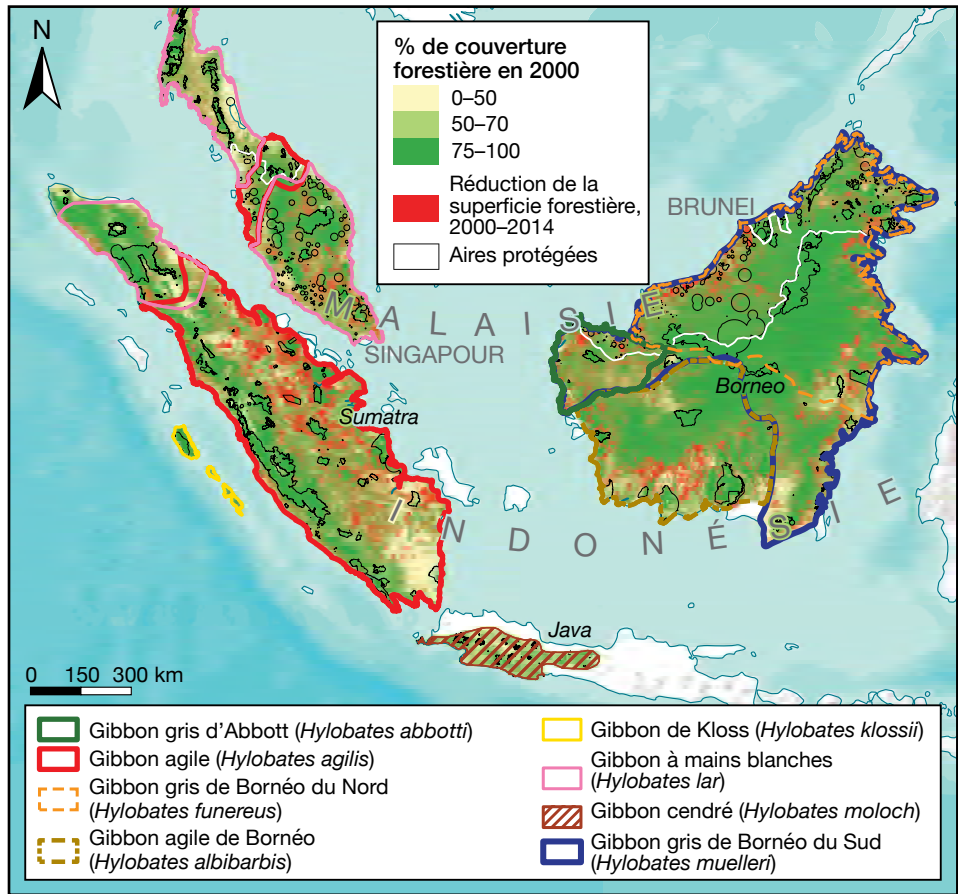 N
% de couverture
forestière en 2000
0–50
50–70
75–100
Réduction de la
superficie forestière,
2000–2014
Aires protégées
BRUNEI
MALAISIE
SINGAPOUR
Borneo
Sumatra
INDONÉSIE
Java
0 150 300 km
Gibbon gris d’Abbott (Hylobates abbotti)
Gibbon agile (Hylobates agilis)
Gibbon gris de Bornéo du Nord
(Hylobates funereus)
Gibbon agile de Bornéo
(Hylobates albibarbis)
Gibbon de Kloss (Hylobates klossii)
Gibbon à mains blanches
(Hylobates lar)
Gibbon cendré (Hylobates moloch)
Gibbon gris de Bornéo du Sud
(Hylobates muelleri)